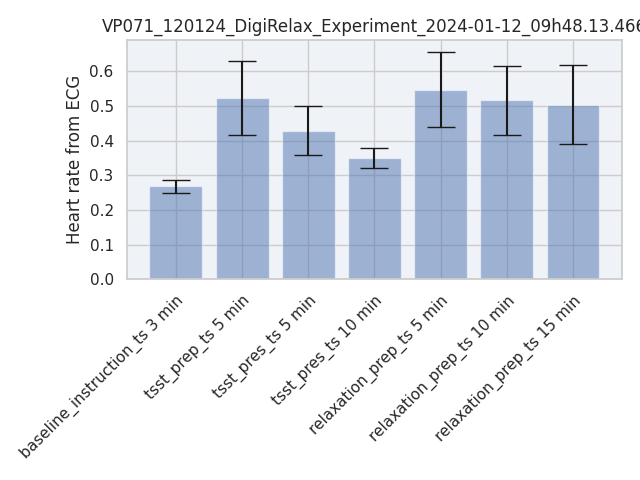 VP071_120124_DigiRelax_Experiment_2024-01-12_09h48.13.466
Heart rate from ECG
0.6
0.5
0.4
0.3
0.2
0.1
0.0
baseline_instruction_ts 3 min
tsst_prep_ts 5 min
tsst_pres_ts 5 min
tsst_pres_ts 10 min
relaxation_prep_ts 5 min
relaxation_prep_ts 10 min
relaxation_prep_ts 15 min